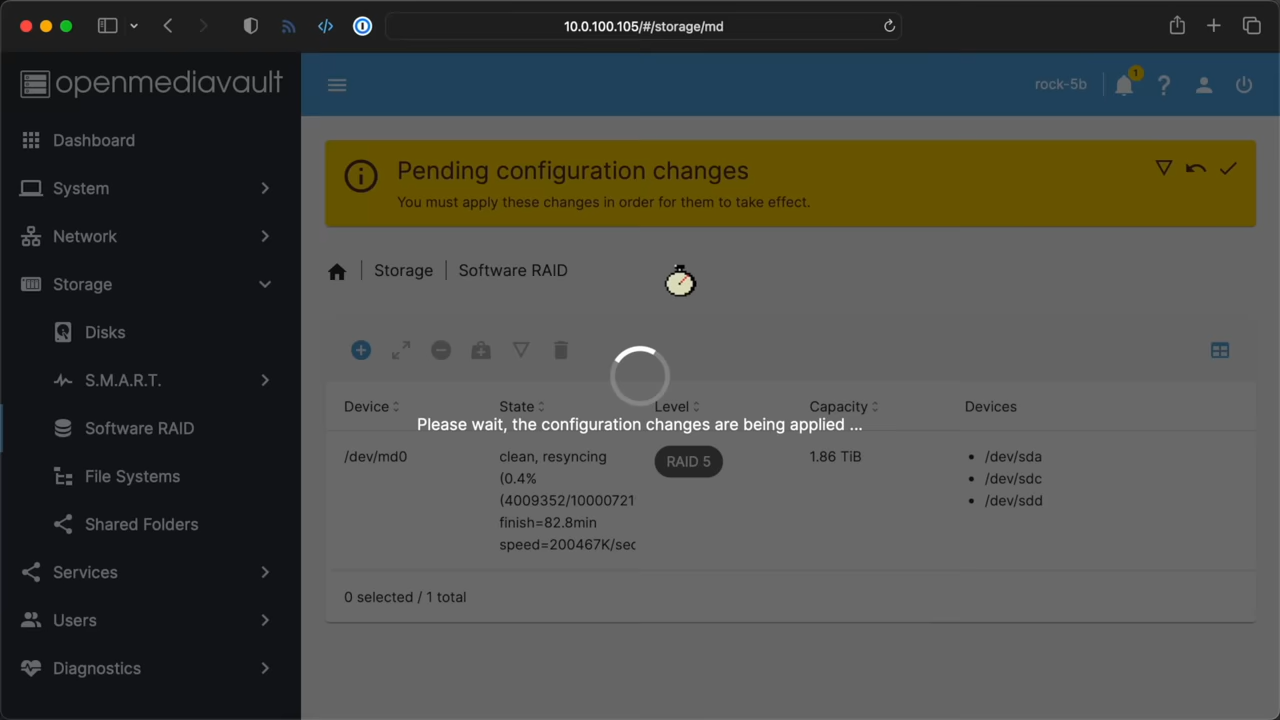 10.0.100.105/#/storage/md
openmediavault
rock-5b
1
Dashboard
System
Network
Storage
Disks
S.M.A.R.T.
Software RAID
File Systems
Shared Folders
Services
Users
Diagnostics
Pending configuration changes
You must apply these changes in order for them to take effect.
Storage | Software RAID
Device State Level Capacity Devices
Please wait, the configuration changes are being applied ...
/dev/md0
clean, resyncing
(0.4%
(4009352/10000721
finish=82.8min
speed=200467K/sec
RAID 5
1.86 TiB
• /dev/sda
• /dev/sdc
• /dev/sdd
0 selected / 1 total